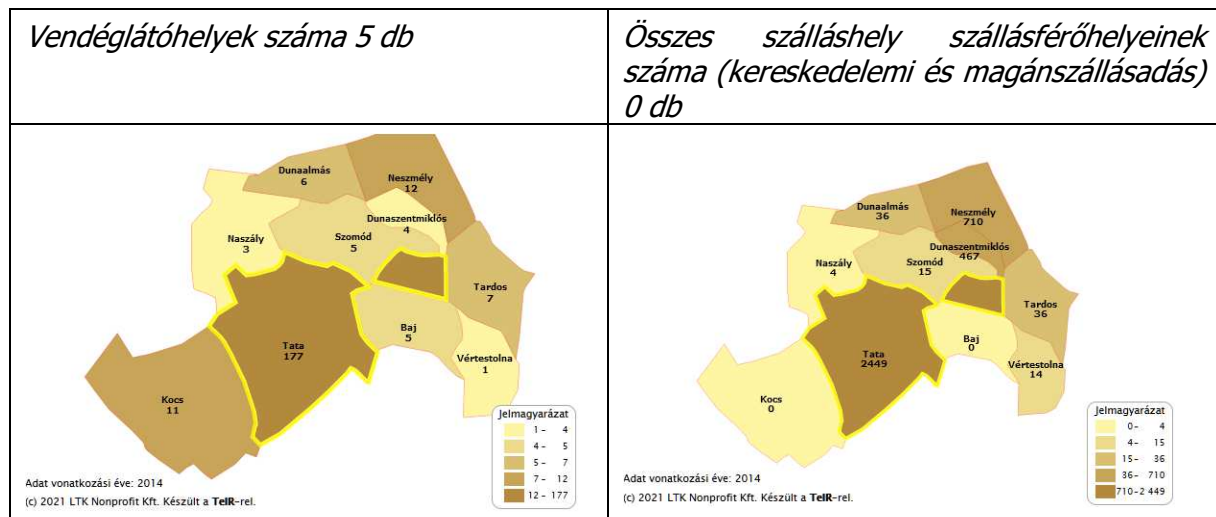 Vendéglátóhelyek száma 5 db
Összes szálláshely szállásférőhelyeinek
száma (kereskedelmi és magánszállásadás)
0 db
Dunaalmás
6
Neszmély
12
Dunaszentmiklós
4
Naszály
3
Szomód
5
Tardos
7
Baj
5
Tata
177
Vértestolna
1
Kocs
11
Jelmagyarázat
1 - 4
4 - 5
5 - 7
7 - 12
12 - 177
Adat vonatkozási éve: 2014
(c) 2021 LTK Nonprofit Kft. Készült a TeIR-rel.
Dunaalmás
36
Neszmély
710
Dunaszentmiklós
467
Naszály
4
Szomód
15
Tardos
36
Baj
0
Tata
2449
Vértestolna
14
Kocs
0
Jelmagyarázat
0 - 4
4 - 15
15 - 36
36 - 710
710-2 449
Adat vonatkozási éve: 2014
(c) 2021 LTK Nonprofit Kft. Készült a TeIR-rel.